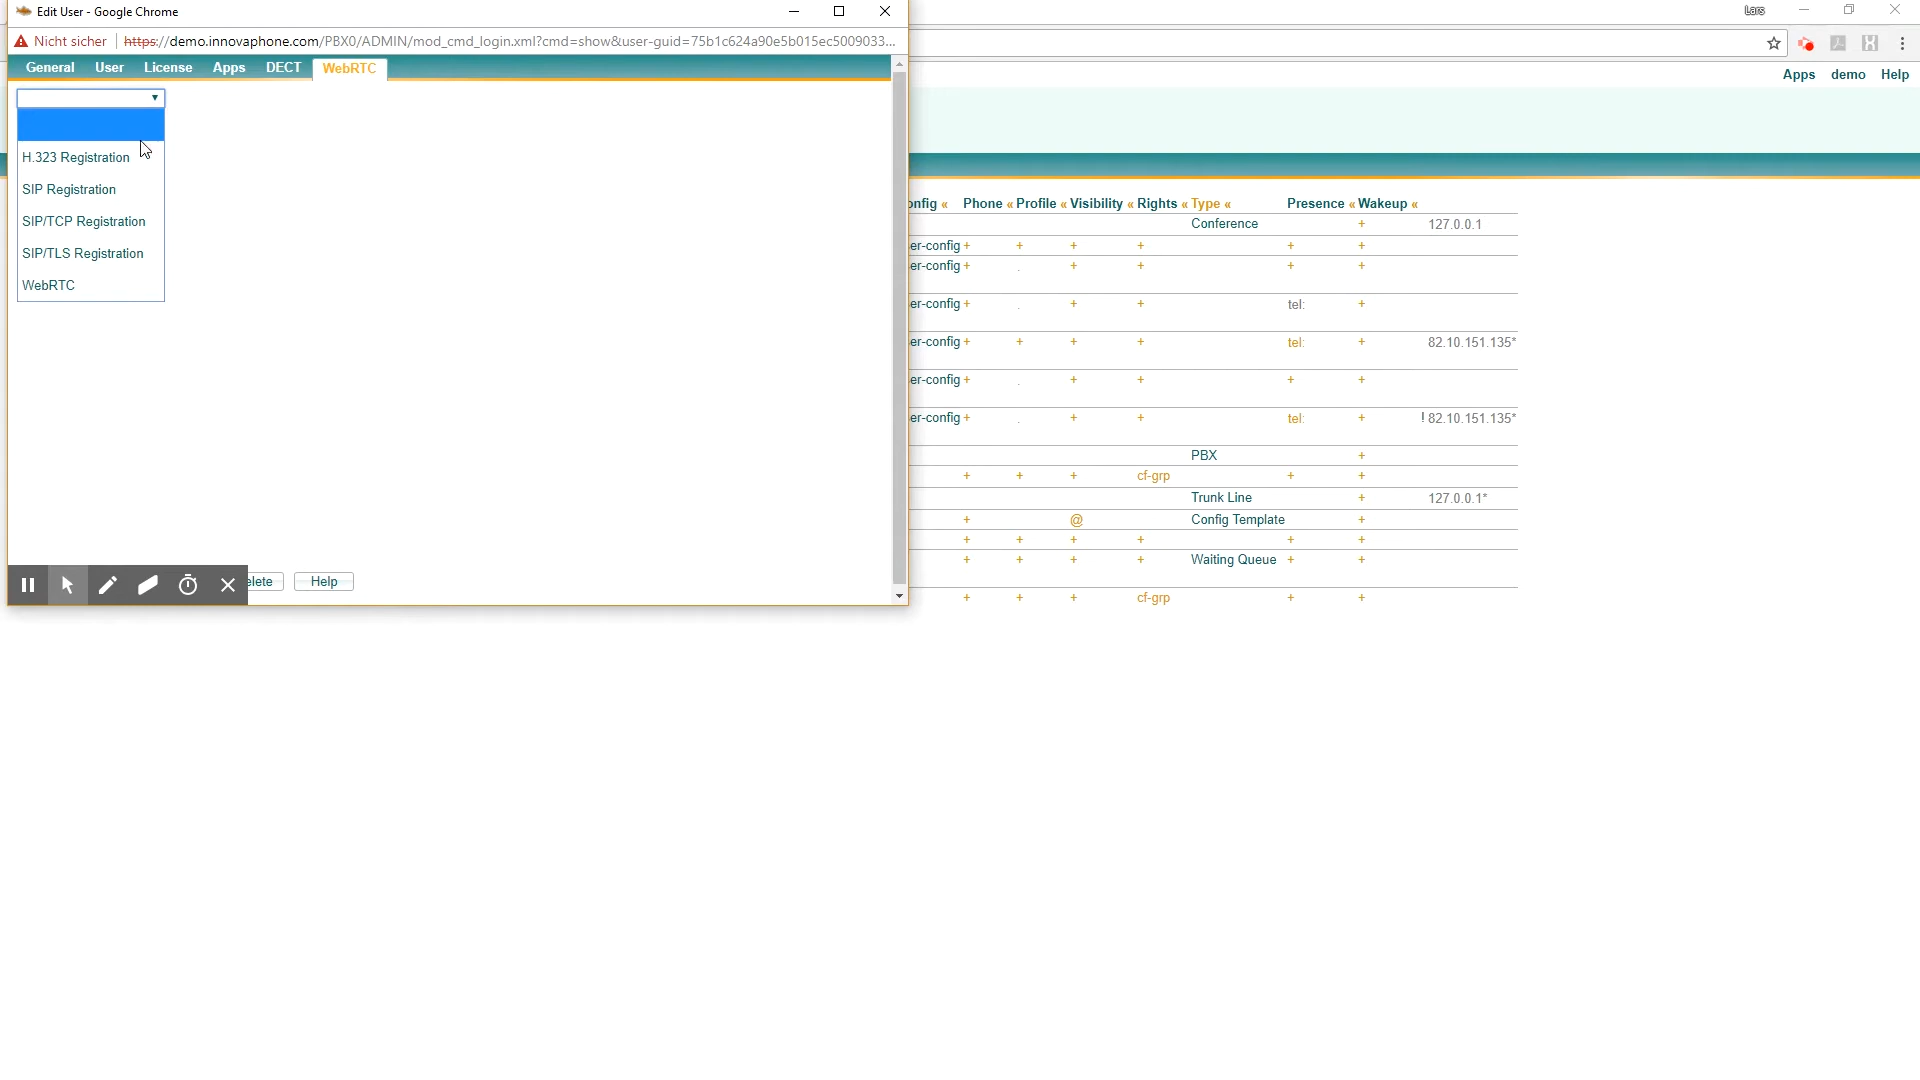 Edit User - Google Chrome
Lars
Nicht sicher https://demo.innovaphone.com/PBX0/ADMIN/mod_cmd_login.xml?cmd=show&user-guid=75b1c624a90e5b015ec5009033...
General User License Apps DECT WebRTC
Apps demo Help
H.323 Registration
SIP Registration
SIP/TCP Registration
SIP/TLS Registration
WebRTC
onfig « Phone « Profile « Visibility « Rights « Type « Presence « Wakeup «
Conference + 127.0.0.1
er-config + + + + + +
er-config + . + + + +
er-config + . + + tel: +
er-config + + + + tel: + 82.10.151.135*
er-config + . + + + +
er-config + . + + tel: + ! 82.10.151.135*
PBX +
+ + + cf-grp + +
Trunk Line + 127.0.0.1*
+ @ Config Template +
+ + + + + +
+ + + + Waiting Queue + +
+ + + cf-grp + +
elete Help